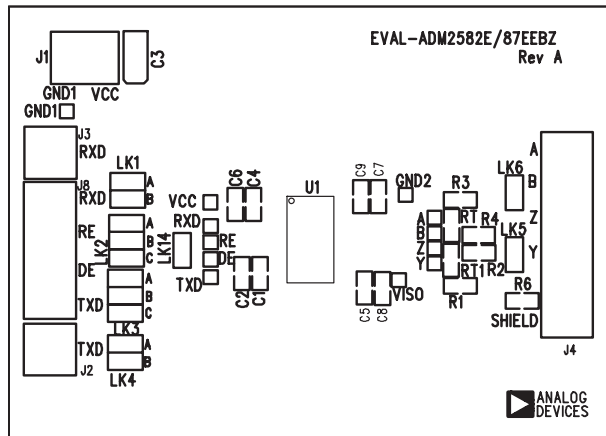 EVAL-ADM2582E/87EEBZ
Rev A
J1
C3
GND1 VCC
GND1
J3
RXD
LK1
J8
RXD
A
B
RE
LK2
A
B
C
DE
A
B
C
TXD
LK3
TXD
J2
A
B
LK4
VCC
RXD
RE
DE
TXD
LK14
C6
C4
C2
C1
U1
C9
C7
GND2
C5
C8
VISO
A
B
Z
Y
R3
RT
R4
R2
RT1
R1
LK6
LK5
R6
SHIELD
A
B
Z
Y
J4
ANALOG
DEVICES